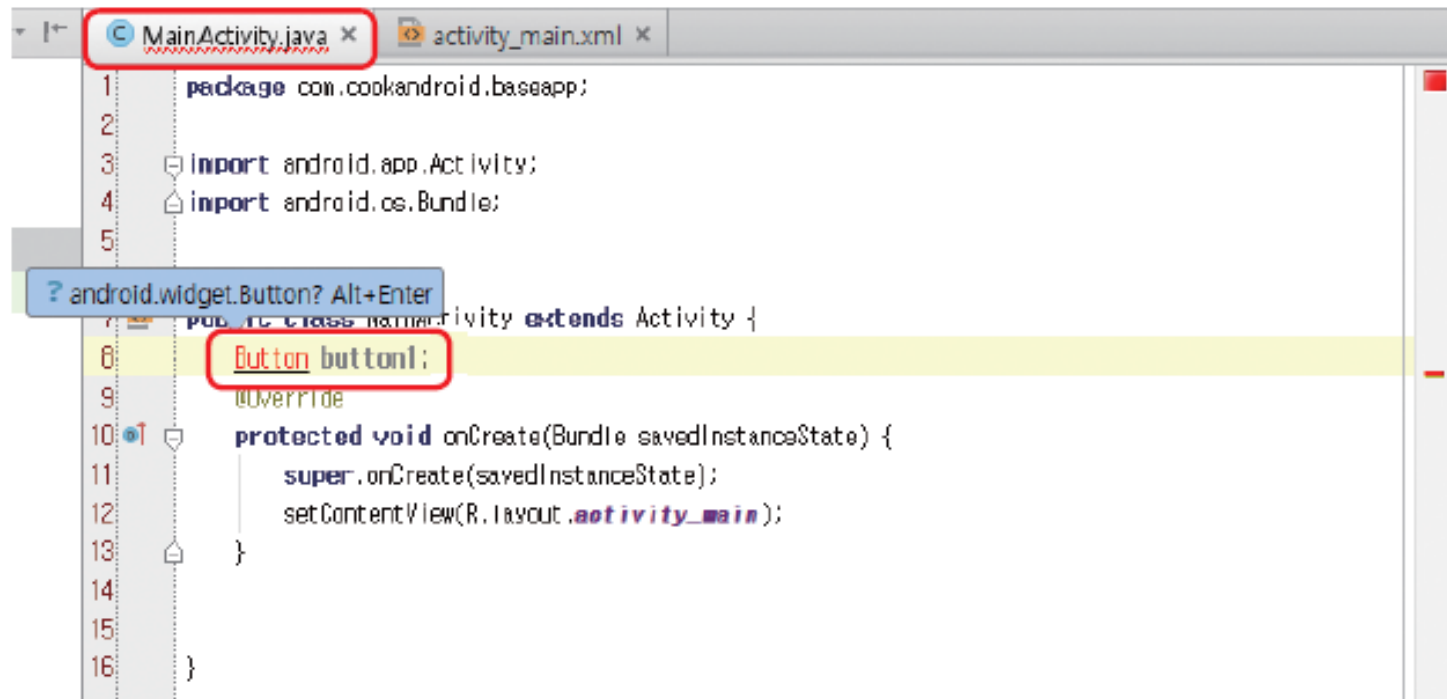 MainActivity.java × activity_main.xml ×
1 package com.cookandroid.baseapp;
2
3 import android.app.Activity;
4 import android.os.Bundle;
5
? android.widget.Button? Alt+Enter
7 public class MainActivity extends Activity {
8 Button button1;
9 @Override
10 protected void onCreate(Bundle savedInstanceState) {
11 super.onCreate(savedInstanceState);
12 setContentView(R.layout.activity_main);
13 }
14
15
16 }